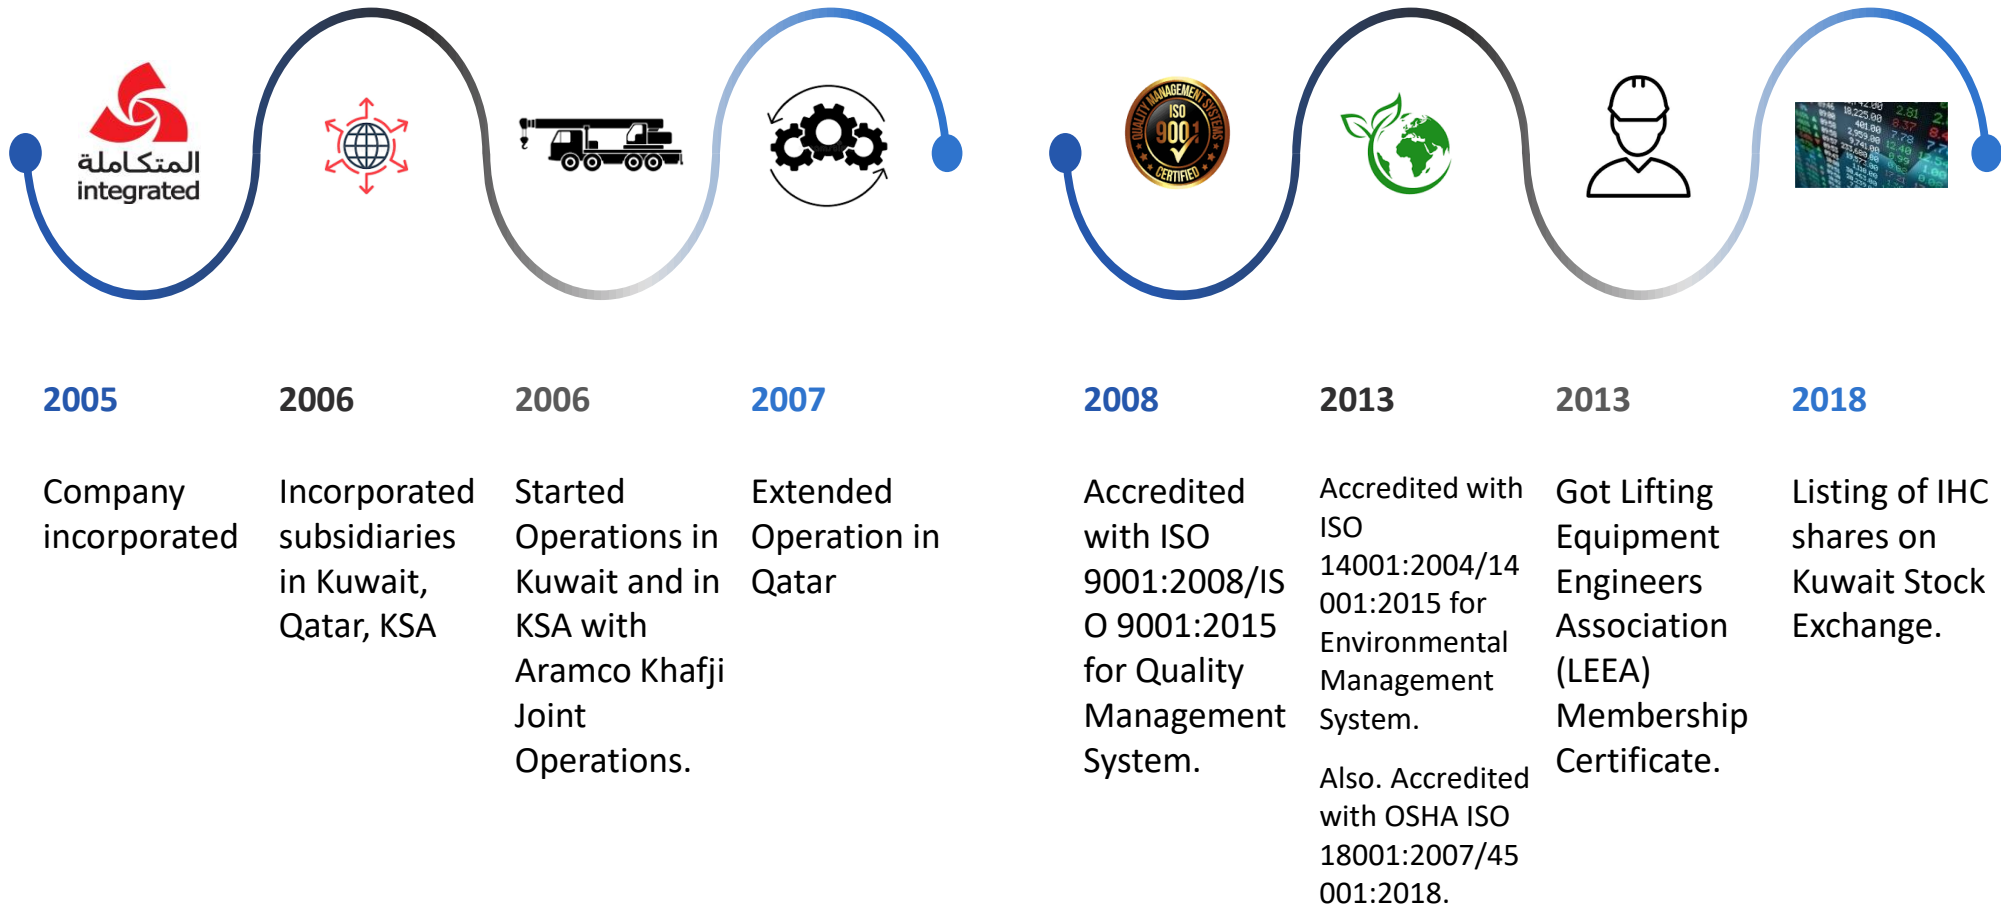 المتكاملة
integrated
QUALITY MANAGEMENT SYSTEMS
ISO
9001
CERTIFIED
2005
Company
incorporated
2006
Incorporated
subsidiaries
in Kuwait,
Qatar, KSA
2006
Started
Operations in
Kuwait and in
KSA with
Aramco Khafji
Joint
Operations.
2007
Extended
Operation in
Qatar
2008
Accredited
with ISO
9001:2008/IS
O 9001:2015
for Quality
Management
System.
2013
Accredited with
ISO
14001:2004/14
001:2015 for
Environmental
Management
System.
Also. Accredited
with OSHA ISO
18001:2007/45
001:2018.
2013
Got Lifting
Equipment
Engineers
Association
(LEEA)
Membership
Certificate.
2018
Listing of IHC
shares on
Kuwait Stock
Exchange.